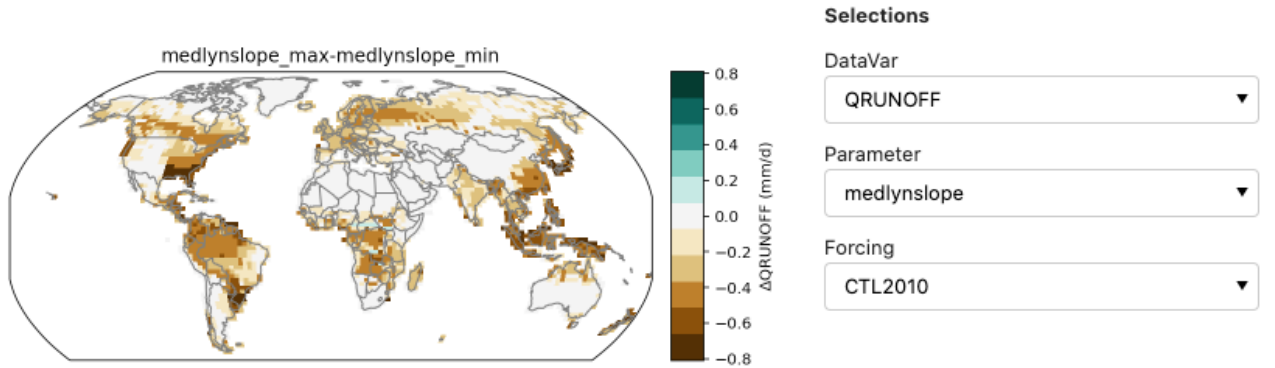 medlynslope_max-medlynslope_min
0.8
0.6
0.4
0.2
0.0
−0.2
−0.4
−0.6
−0.8
ΔQRUNOFF (mm/d)
Selections
DataVar
QRUNOFF
Parameter
medlynslope
Forcing
CTL2010